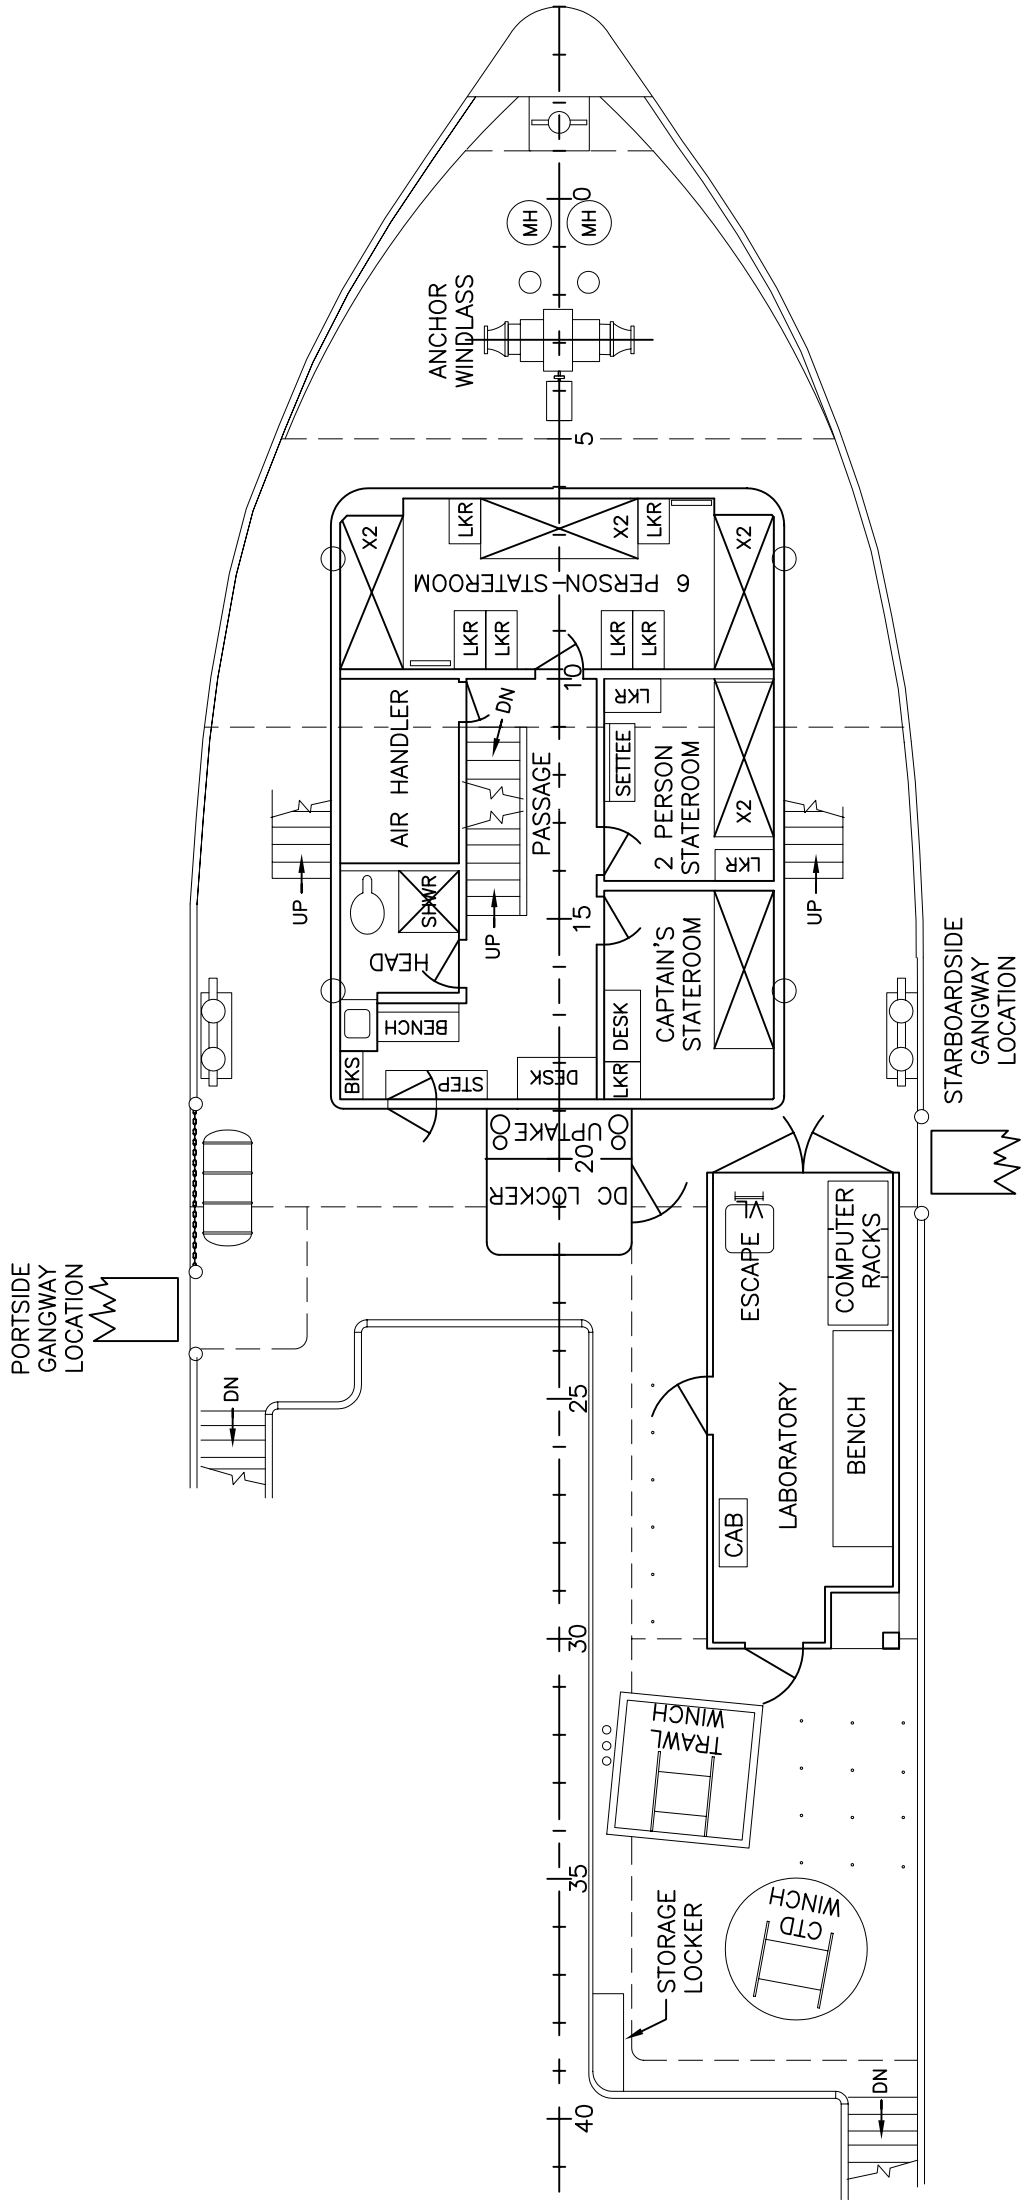 0
MH
MH
ANCHOR
WINDLASS
5
LKR
X2
LKR
X2
X2
6 PERSON STATEROOM
LKR
LKR
LKR
LKR
10
LKR
DN
AIR HANDLER
SETTEE
PASSAGE
2 PERSON
STATEROOM
X2
LKR
UP
SHWR
UP
15
UP
HEAD
CAPTAIN'S
STATEROOM
STARBOARDSIDE
GANGWAY
LOCATION
BENCH
DESK
BKS
STEP
DESK
LKR
UPTAKE
20
DC LOCKER
ESCAPE
VL
COMPUTER
RACKS
PORTSIDE
GANGWAY
LOCATION
DN
25
LABORATORY
BENCH
CAB
30
TRAWL
WINCH
35
CTD
WINCH
STORAGE
LOCKER
DN
40